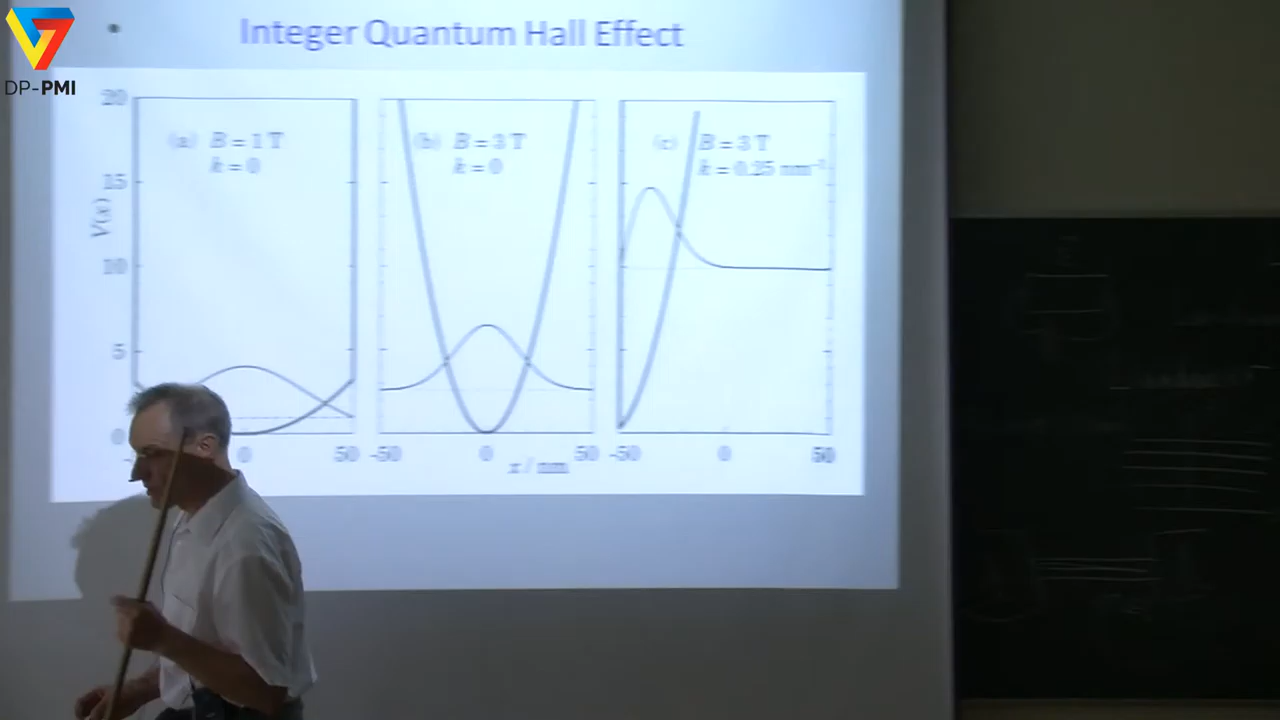 DP-PMI
• Integer Quantum Hall Effect
V(x)
20
15
10
5
0
(a) B = 1 T
k = 0
(b) B = 3 T
k = 0
(c) B = 3 T
k = 0.25 nm⁻¹
0 50 -50 0 50 -50 0 50
x / nm